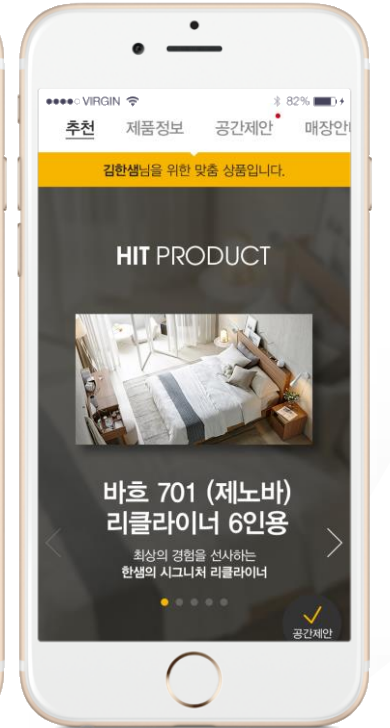 VIRGIN 82%
추천 제품정보 공간제안 매장안
김한샘님을 위한 맞춤 상품입니다.
HIT PRODUCT
바흐 701 (제노바)
리클라이너 6인용
최상의 경험을 선사하는
한샘의 시그니처 리클라이너
공간제안